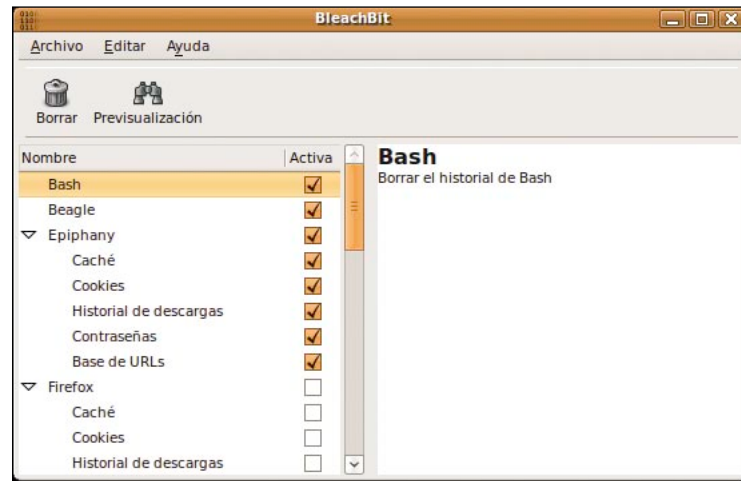 BleachBit
Archivo Editar Ayuda
Borrar Previsualización
Nombre Activa
Bash
Beagle
Epiphany
Caché
Cookies
Historial de descargas
Contraseñas
Base de URLs
Firefox
Caché
Cookies
Historial de descargas
Bash
Borrar el historial de Bash